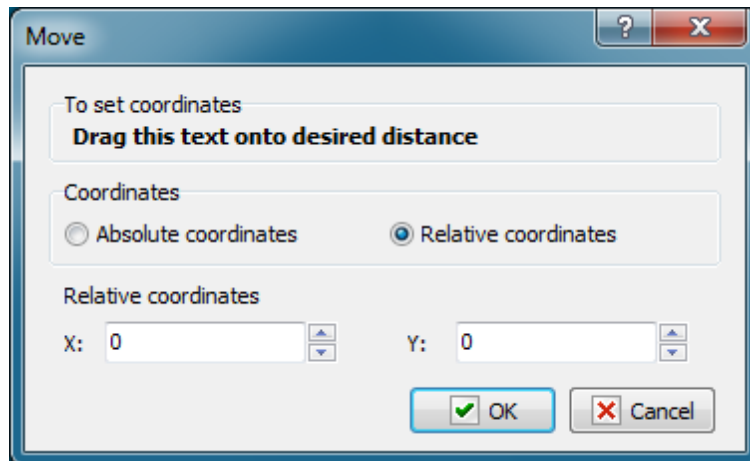 Move
?
To set coordinates
Drag this text onto desired distance
Coordinates
Absolute coordinates Relative coordinates
Relative coordinates
X: 0 Y: 0
OK Cancel